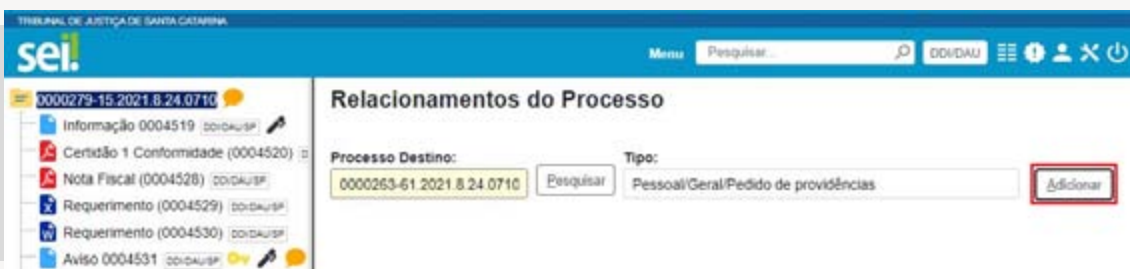 TRIBUNAL DE JUSTIÇA DE SANTA CATARINA
sei!
Menu Pesquisar... DDI/DAU
0000279-15.2021.8.24.0710
Informação 0004519 DDI/DAU/SP
Certidão 1 Conformidade (0004520)
Nota Fiscal (0004528) DDI/DAU/SP
Requerimento (0004529) DDI/DAU/SP
Requerimento (0004530) DDI/DAU/SP
Aviso 0004531 DDI/DAU/SP
Relacionamentos do Processo
Processo Destino: Tipo:
0000263-61.2021.8.24.0710 Pesquisar Pessoal/Geral/Pedido de providências Adicionar